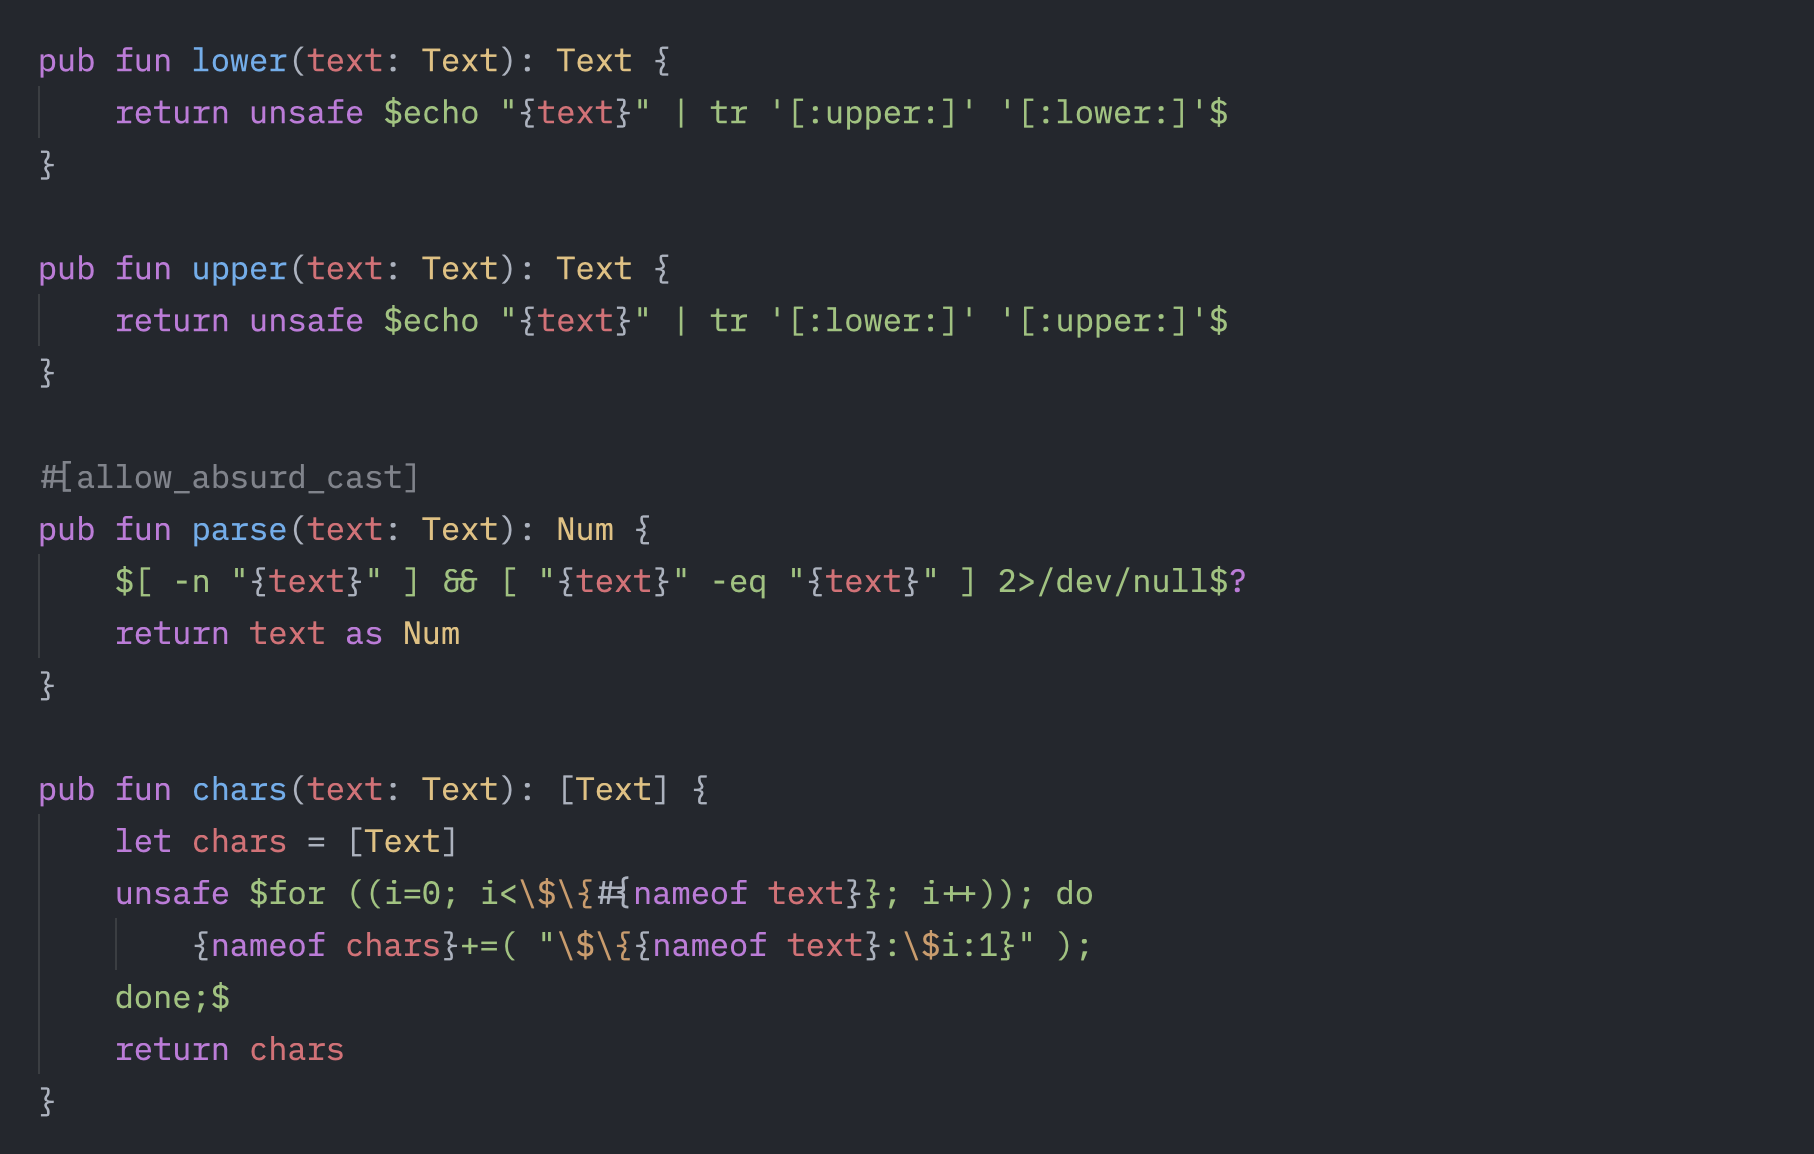 pub fun lower(text: Text): Text {
    return unsafe $echo "{text}" | tr '[:upper:]' '[:lower:]'$
}

pub fun upper(text: Text): Text {
    return unsafe $echo "{text}" | tr '[:lower:]' '[:upper:]'$
}

#[allow_absurd_cast]
pub fun parse(text: Text): Num {
    $[ -n "{text}" ] && [ "{text}" -eq "{text}" ] 2>/dev/null$?
    return text as Num
}

pub fun chars(text: Text): [Text] {
    let chars = [Text]
    unsafe $for ((i=0; i<\$\{#{nameof text}}; i++)); do
        {nameof chars}+=( "\$\{{nameof text}:\$i:1}" );
    done;$
    return chars
}